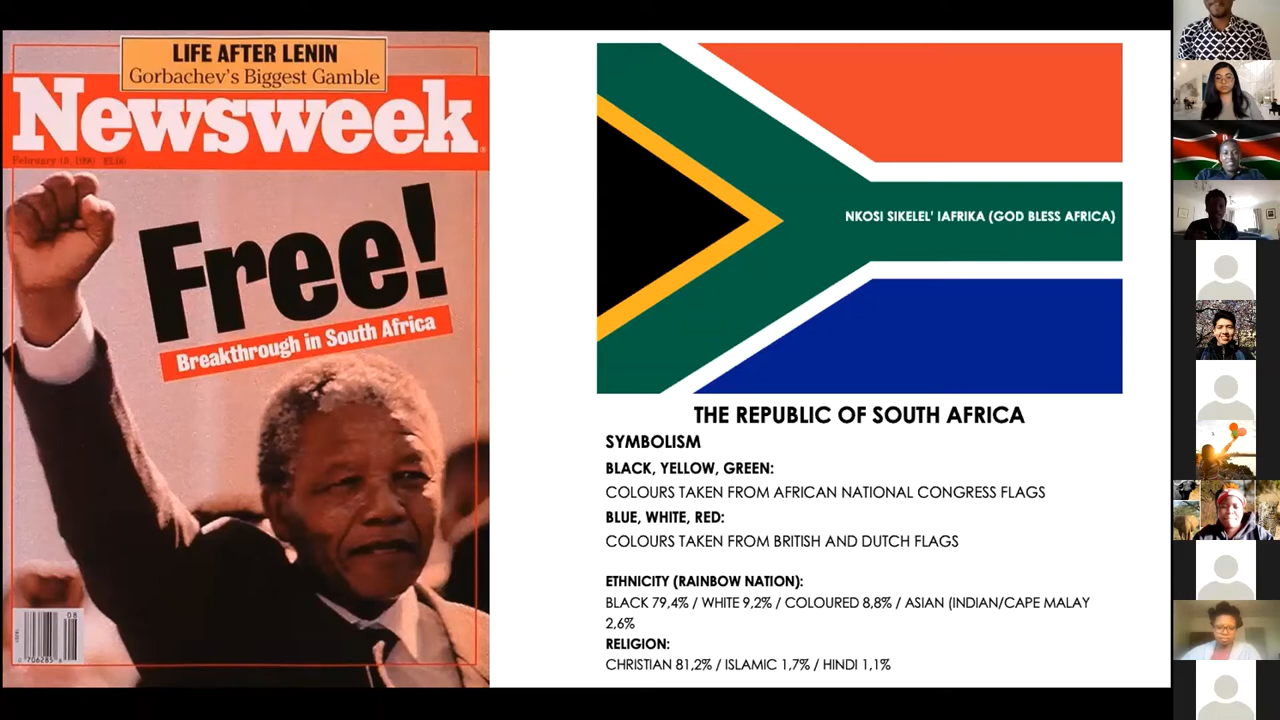 LIFE AFTER LENIN
Gorbachev's Biggest Gamble
Newsweek
Free!
Breakthrough in South Africa
08
NKOSI SIKELEL' IAFRIKA (GOD BLESS AFRICA)
THE REPUBLIC OF SOUTH AFRICA
SYMBOLISM
BLACK, YELLOW, GREEN:
COLOURS TAKEN FROM AFRICAN NATIONAL CONGRESS FLAGS
BLUE, WHITE, RED:
COLOURS TAKEN FROM BRITISH AND DUTCH FLAGS
ETHNICITY (RAINBOW NATION):
BLACK 79,4% / WHITE 9,2% / COLOURED 8,8% / ASIAN (INDIAN/CAPE MALAY
2,6%
RELIGION:
CHRISTIAN 81,2% / ISLAMIC 1,7% / HINDI 1,1%